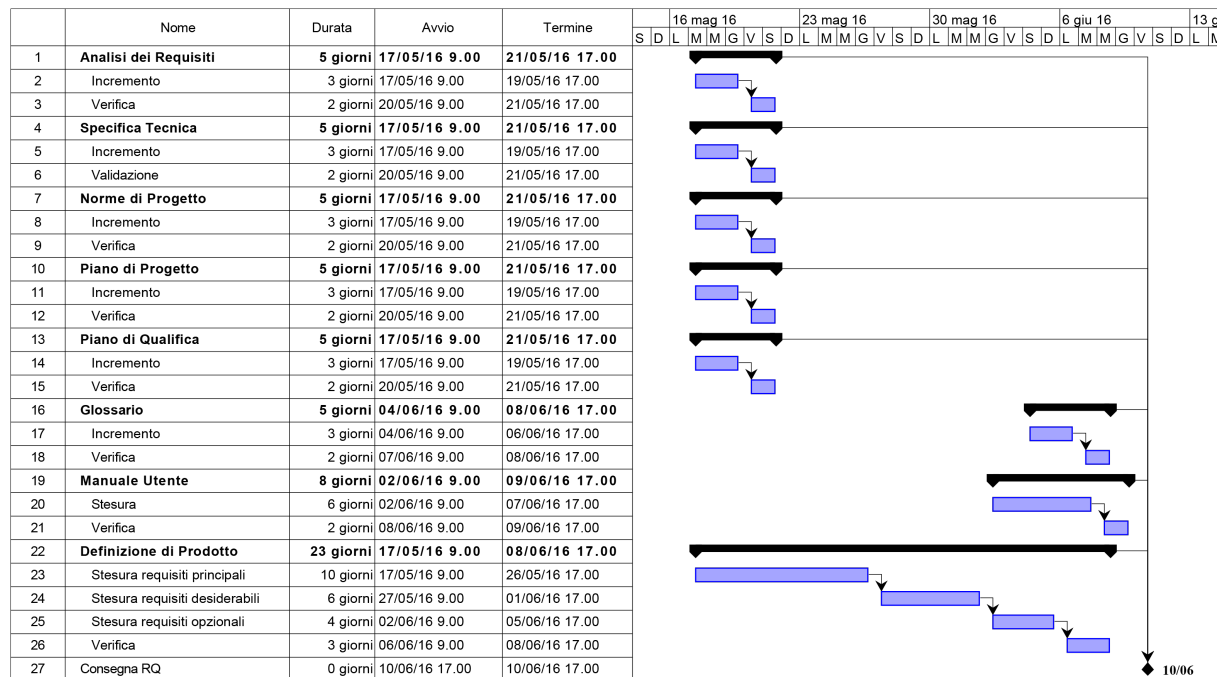 Nome Durata Avvio Termine 16 mag 16 23 mag 16 30 mag 16 6 giu 16 13 g
S D L M M G V S D L M M G V S D L M M G V S D L M M G V S D L M
1 Analisi dei Requisiti 5 giorni 17/05/16 9.00 21/05/16 17.00
2 Incremento 3 giorni 17/05/16 9.00 19/05/16 17.00
3 Verifica 2 giorni 20/05/16 9.00 21/05/16 17.00
4 Specifica Tecnica 5 giorni 17/05/16 9.00 21/05/16 17.00
5 Incremento 3 giorni 17/05/16 9.00 19/05/16 17.00
6 Validazione 2 giorni 20/05/16 9.00 21/05/16 17.00
7 Norme di Progetto 5 giorni 17/05/16 9.00 21/05/16 17.00
8 Incremento 3 giorni 17/05/16 9.00 19/05/16 17.00
9 Verifica 2 giorni 20/05/16 9.00 21/05/16 17.00
10 Piano di Progetto 5 giorni 17/05/16 9.00 21/05/16 17.00
11 Incremento 3 giorni 17/05/16 9.00 19/05/16 17.00
12 Verifica 2 giorni 20/05/16 9.00 21/05/16 17.00
13 Piano di Qualifica 5 giorni 17/05/16 9.00 21/05/16 17.00
14 Incremento 3 giorni 17/05/16 9.00 19/05/16 17.00
15 Verifica 2 giorni 20/05/16 9.00 21/05/16 17.00
16 Glossario 5 giorni 04/06/16 9.00 08/06/16 17.00
17 Incremento 3 giorni 04/06/16 9.00 06/06/16 17.00
18 Verifica 2 giorni 07/06/16 9.00 08/06/16 17.00
19 Manuale Utente 8 giorni 02/06/16 9.00 09/06/16 17.00
20 Stesura 6 giorni 02/06/16 9.00 07/06/16 17.00
21 Verifica 2 giorni 08/06/16 9.00 09/06/16 17.00
22 Definizione di Prodotto 23 giorni 17/05/16 9.00 08/06/16 17.00
23 Stesura requisiti principali 10 giorni 17/05/16 9.00 26/05/16 17.00
24 Stesura requisiti desiderabili 6 giorni 27/05/16 9.00 01/06/16 17.00
25 Stesura requisiti opzionali 4 giorni 02/06/16 9.00 05/06/16 17.00
26 Verifica 3 giorni 06/06/16 9.00 08/06/16 17.00
27 Consegna RQ 0 giorni 10/06/16 17.00 10/06/16 17.00 10/06